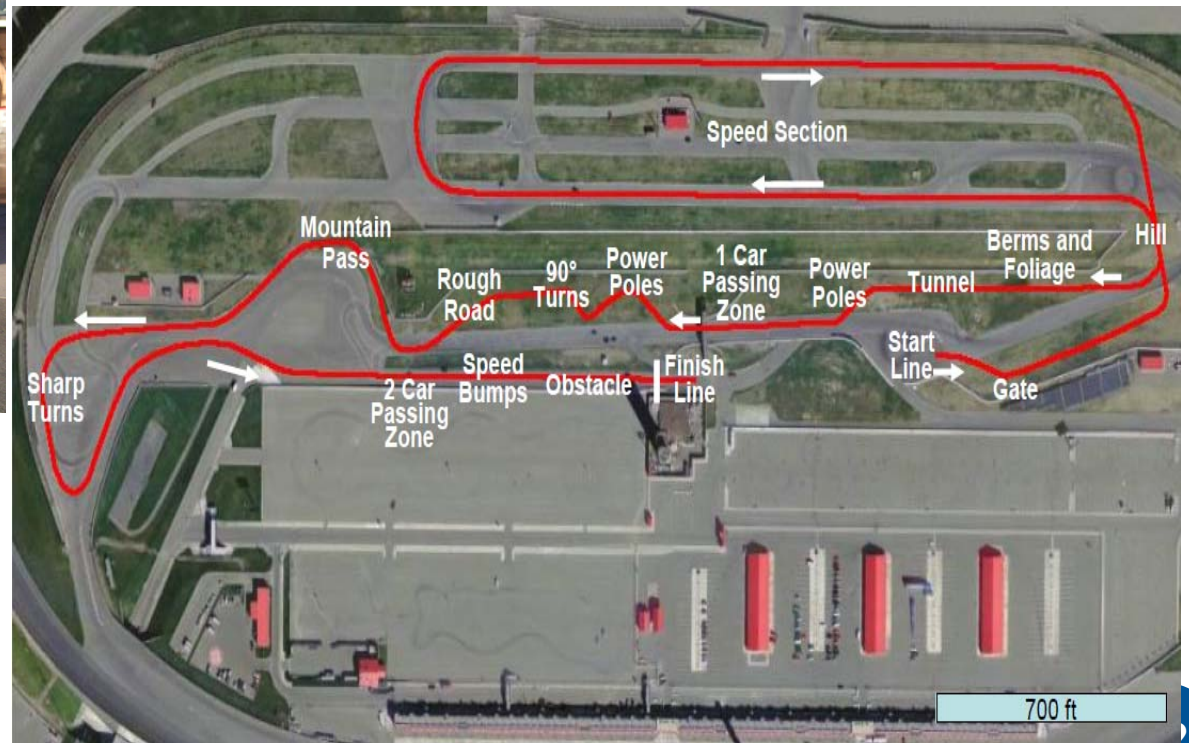 Speed Section
Mountain
Pass
Rough
Road
90°
Turns
Power
Poles
1 Car
Passing
Zone
Power
Poles
Tunnel
Berms and
Foliage
Hill
Start
Line
Gate
Sharp
Turns
2 Car
Passing
Zone
Speed
Bumps
Obstacle
Finish
Line
700 ft